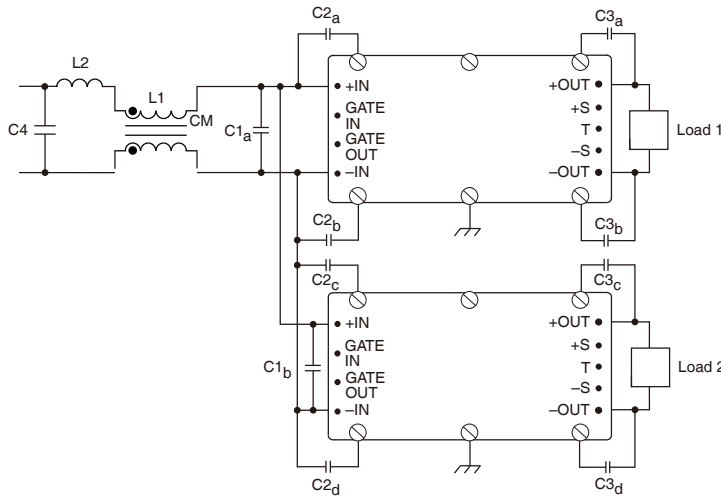 C2a
C3a
L2
+IN
+OUT
L1
GATE
IN
+S
C4
CM
C1a
T
Load 1
GATE
OUT
–S
–IN
–OUT
C2b
C3b
C2c
C3c
+IN
+OUT
GATE
IN
+S
C1b
T
Load 2
GATE
OUT
–S
–IN
–OUT
C2d
C3d